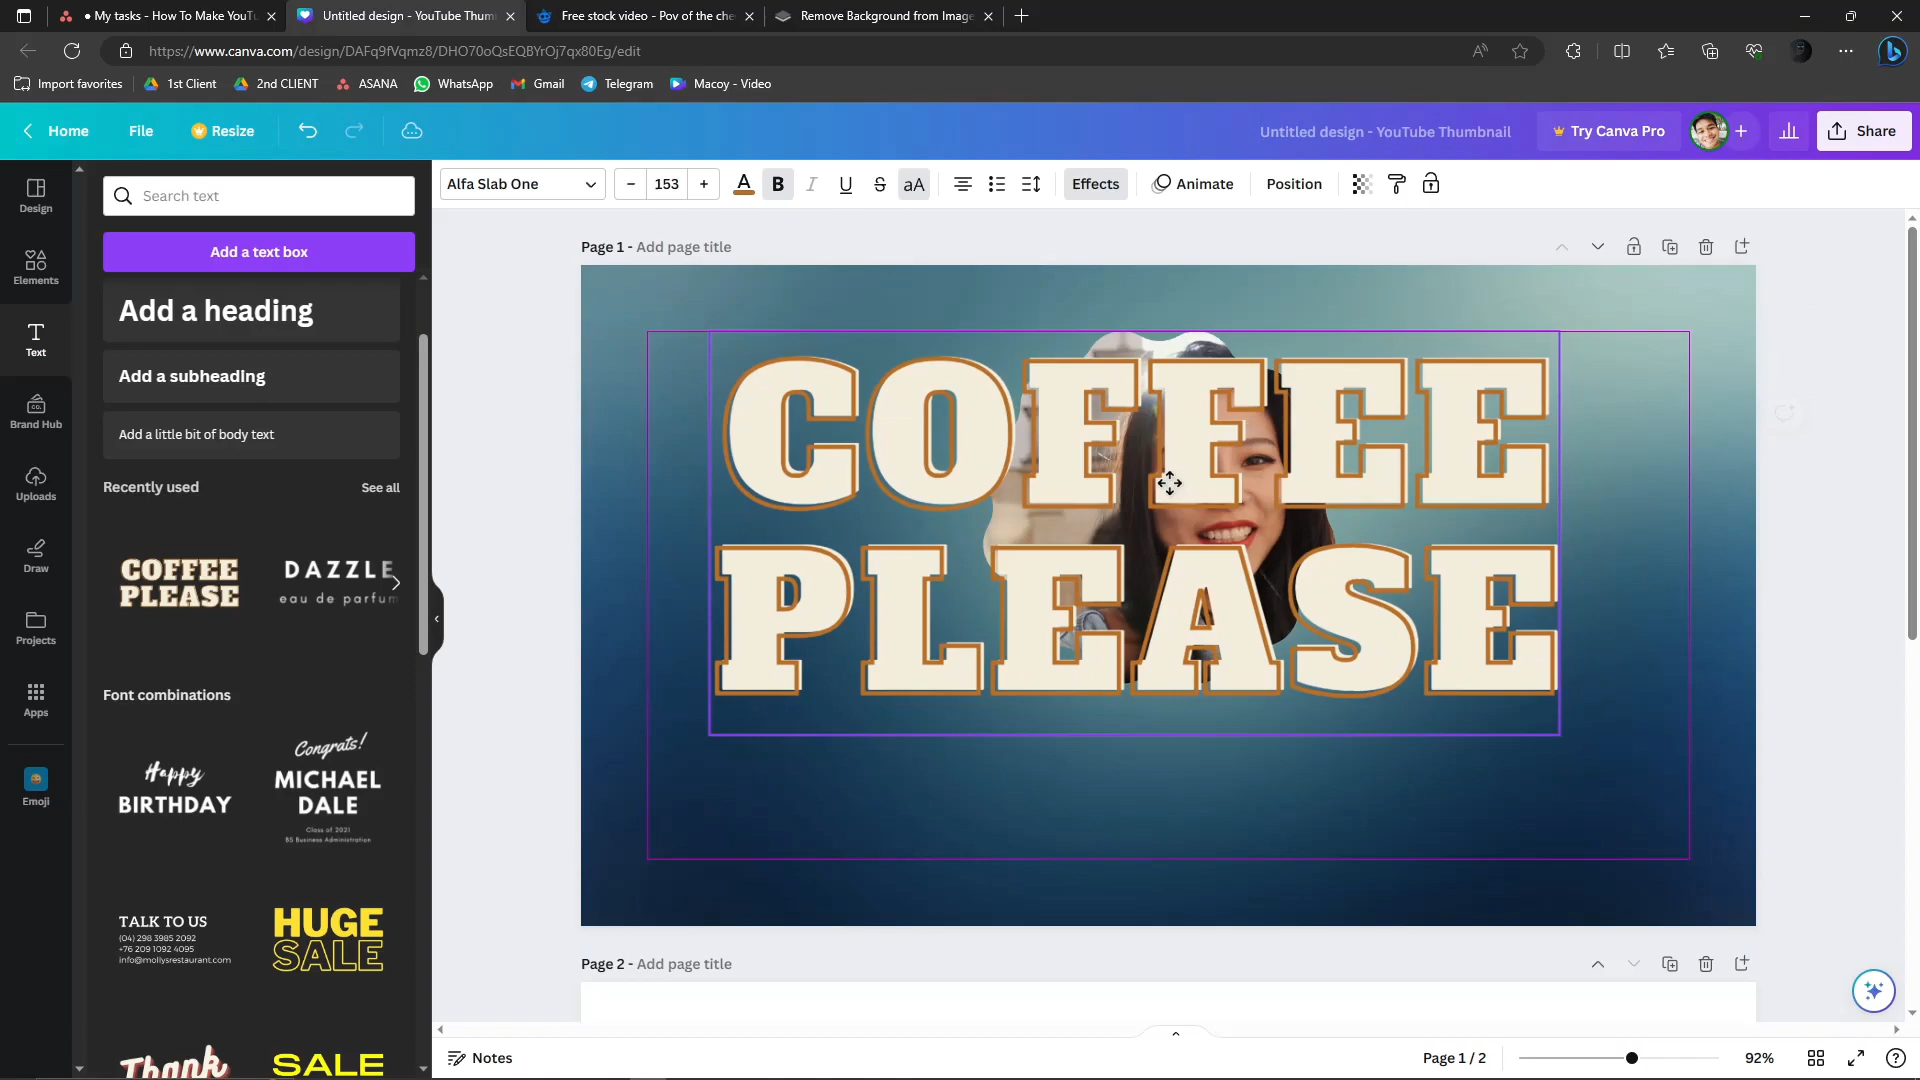 My tasks - How To Make YouTu
Untitled design - YouTube Thum
Free stock video - Pov of the che
Remove Background from Image
https://www.canva.com/design/DAFq9fVqmz8/DHO70oQsEQBYrOj7qx80Eg/edit
Import favorites
1st Client
2nd CLIENT
ASANA
WhatsApp
Gmail
Telegram
Macoy - Video
Home
File
Resize
Untitled design - YouTube Thumbnail
Try Canva Pro
Share
Design
Elements
Text
Brand Hub
Uploads
Draw
Projects
Apps
Emoji
Search text
Add a text box
Add a heading
Add a subheading
Add a little bit of body text
Recently used
See all
COFFEE
PLEASE
DAZZLE
eau de parfum
Font combinations
Happy
BIRTHDAY
Congrats!
MICHAEL
DALE
Class of 2021
BS Business Administration
TALK TO US
(04) 298 3985 2092
+76 209 1092 4095
info@mollysrestaurant.com
HUGE
SALE
Thank
SALE
Alfa Slab One
153
A
B
I
U
S
aA
Effects
Animate
Position
Page 1 - Add page title
COFFEE
PLEASE
Page 2 - Add page title
Notes
Page 1 / 2
92%